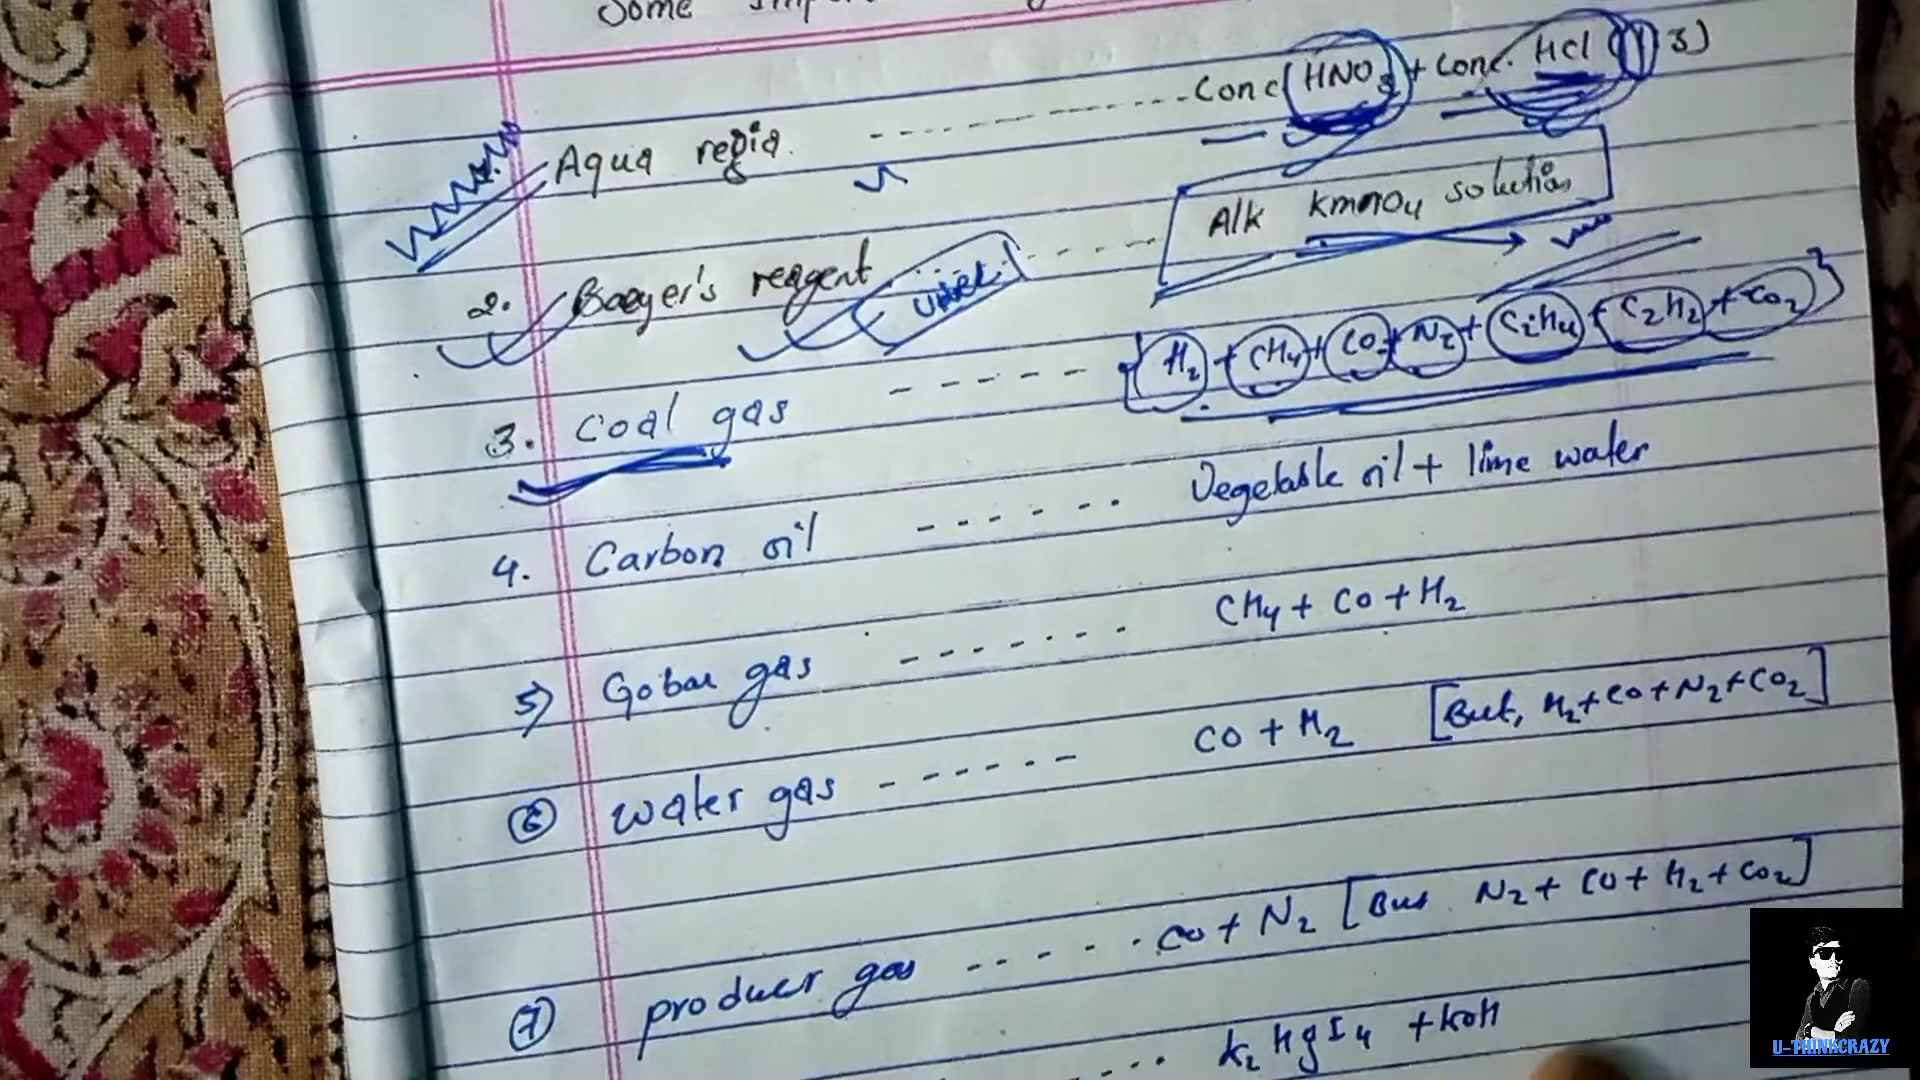 Some
Aqua regia. ---------- Conc HNO3 + Conc. HCl (1 3)
2. Baeyer's reagent ---- Alk KMnO4 solution
3. Coal gas ------ {H2 + CH4 + CO + N2 + C2H4 + C2H2 + CO2}
4. Carbon oil ...... Vegetable oil + lime water
5) Gobar gas ------- CH4 + CO + H2
⑥ water gas ------- CO + H2 [But, H2 + CO + N2 + CO2]
⑦ producer gas ------ CO + N2 [But N2 + CO + H2 + CO2]
K2HgI4 + KOH
U-THINKCRAZY